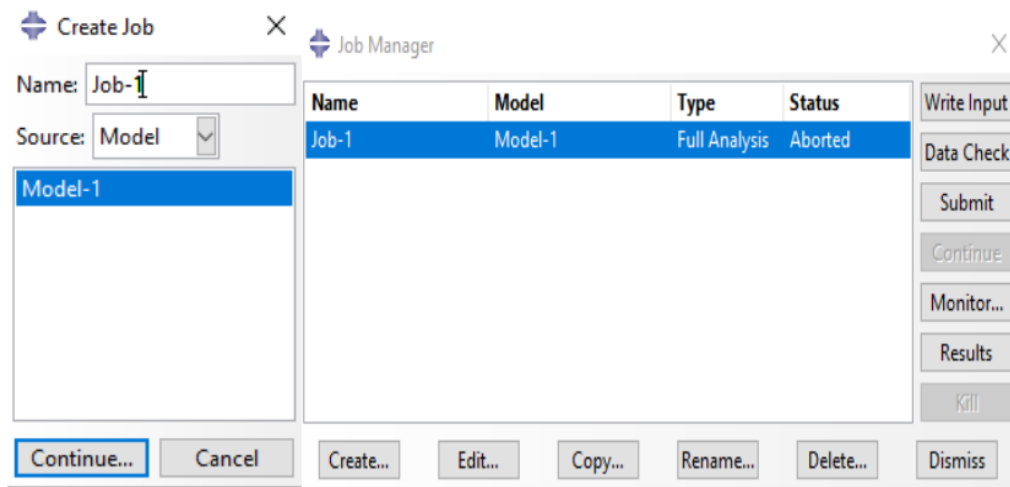 Create Job
Name: Job-1
Source: Model
Model-1
Continue... Cancel
Job Manager
Name Model Type Status
Job-1 Model-1 Full Analysis Aborted
Write Input
Data Check
Submit
Continue
Monitor...
Results
Kill
Create... Edit... Copy... Rename... Delete... Dismiss